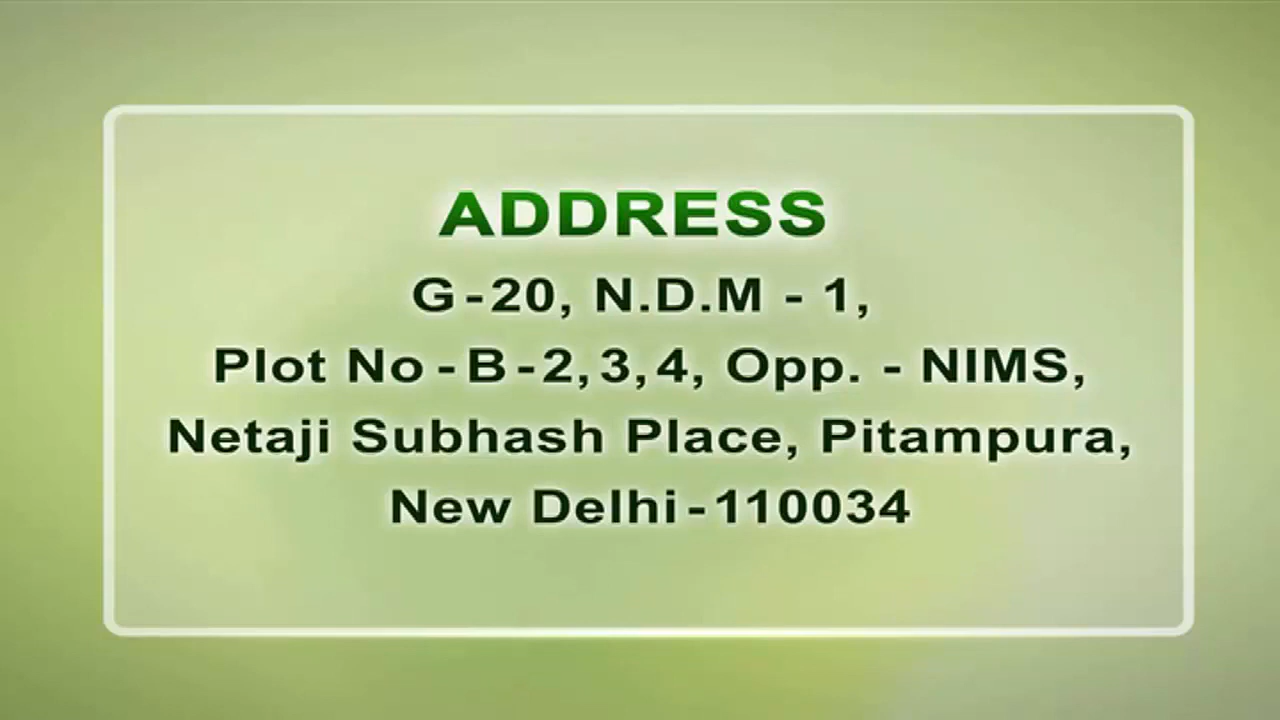 ADDRESS
G-20, N.D.M - 1,
Plot No-B-2,3,4, Opp. - NIMS,
Netaji Subhash Place, Pitampura,
New Delhi-110034